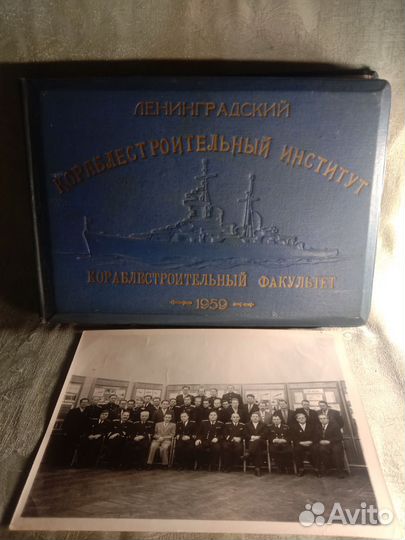 ЛЕНИНГРАДСКИЙ
КОРАБЛЕСТРОИТЕЛЬНЫЙ ИНСТИТУТ
КОРАБЛЕСТРОИТЕЛЬНЫЙ ФАКУЛЬТЕТ
1959
Avito